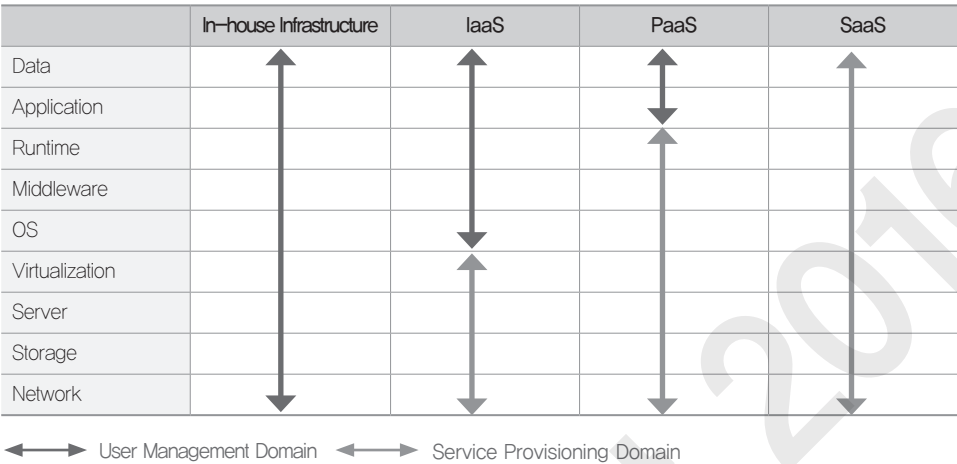 In-house Infrastructure IaaS PaaS SaaS
Data
Application
Runtime
Middleware
OS
Virtualization
Server
Storage
Network
User Management Domain Service Provisioning Domain
2016